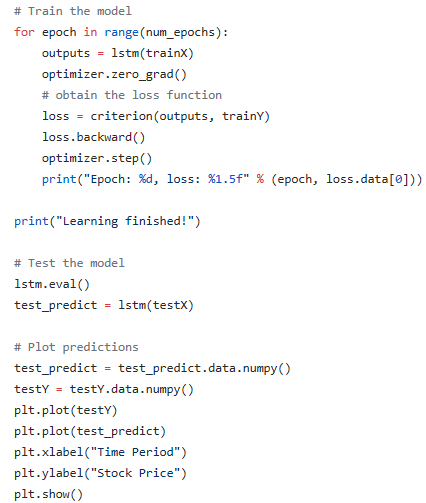 # Train the model
for epoch in range(num_epochs):
    outputs = lstm(trainX)
    optimizer.zero_grad()
    # obtain the loss function
    loss = criterion(outputs, trainY)
    loss.backward()
    optimizer.step()
    print("Epoch: %d, loss: %1.5f" % (epoch, loss.data[0]))

print("Learning finished!")

# Test the model
lstm.eval()
test_predict = lstm(testX)

# Plot predictions
test_predict = test_predict.data.numpy()
testY = testY.data.numpy()
plt.plot(testY)
plt.plot(test_predict)
plt.xlabel("Time Period")
plt.ylabel("Stock Price")
plt.show()